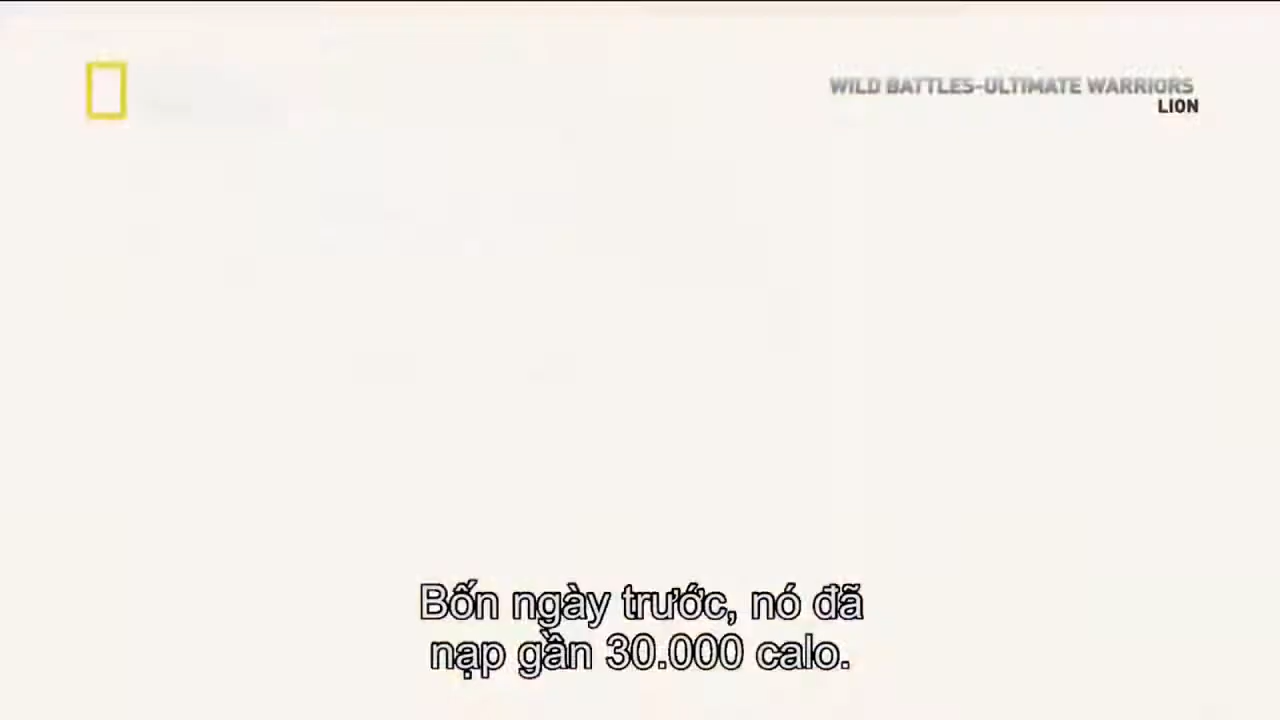 WILD BATTLES-ULTIMATE WARRIORS
LION
Bốn ngày trước, nó đã
nạp gần 30.000 calo.